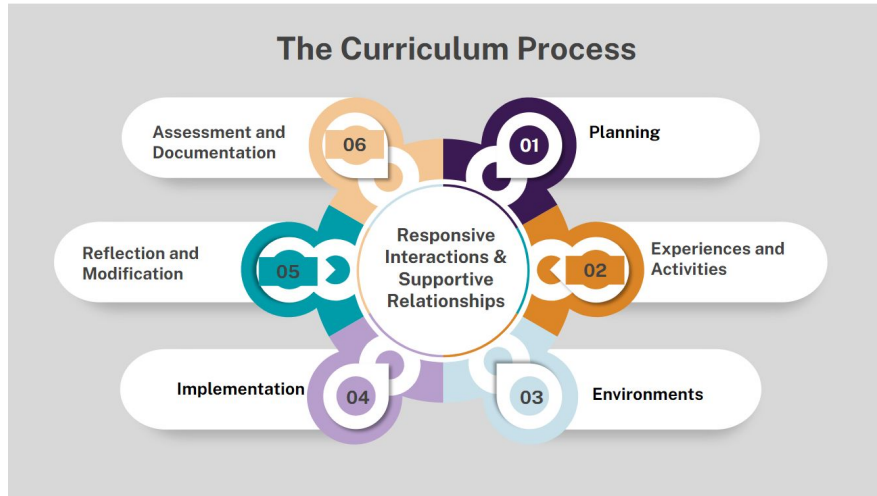 The Curriculum Process
01
Planning
02
Experiences and
Activities
03
Environments
04
Implementation
05
Reflection and
Modification
06
Assessment and
Documentation
Responsive
Interactions &
Supportive
Relationships